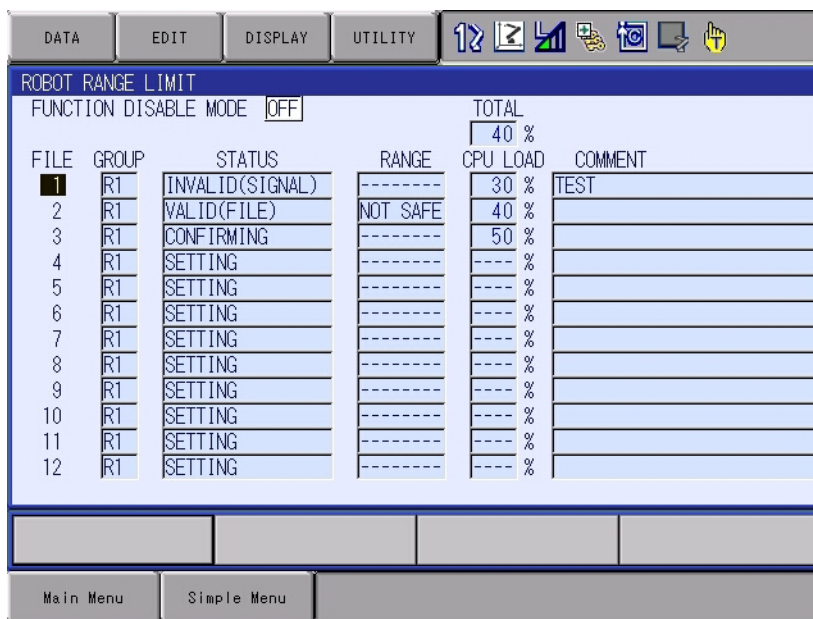 DATA EDIT DISPLAY UTILITY
ROBOT RANGE LIMIT
FUNCTION DISABLE MODE OFF TOTAL
40 %
FILE GROUP STATUS RANGE CPU LOAD COMMENT
1 R1 INVALID(SIGNAL) -------- 30 % TEST
2 R1 VALID(FILE) NOT SAFE 40 %
3 R1 CONFIRMING -------- 50 %
4 R1 SETTING -------- ---- %
5 R1 SETTING -------- ---- %
6 R1 SETTING -------- ---- %
7 R1 SETTING -------- ---- %
8 R1 SETTING -------- ---- %
9 R1 SETTING -------- ---- %
10 R1 SETTING -------- ---- %
11 R1 SETTING -------- ---- %
12 R1 SETTING -------- ---- %
Main Menu Simple Menu